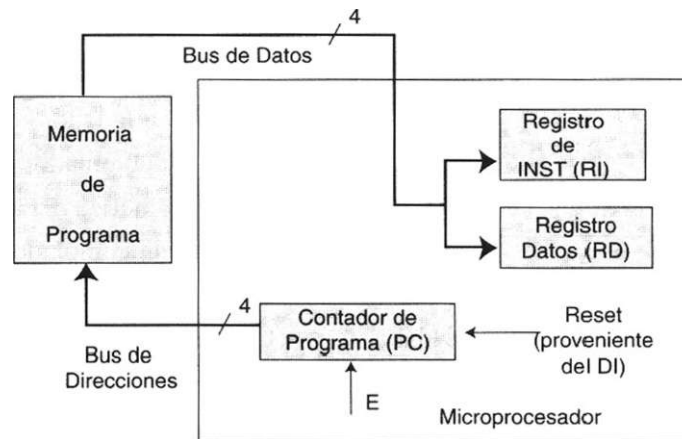 4
Bus de Datos
Memoria
de
Programa
Registro
de
INST (RI)
Registro
Datos (RD)
4
Contador de
Programa (PC)
Reset
(proveniente
del DI)
Bus de
Direcciones
E
Microprocesador